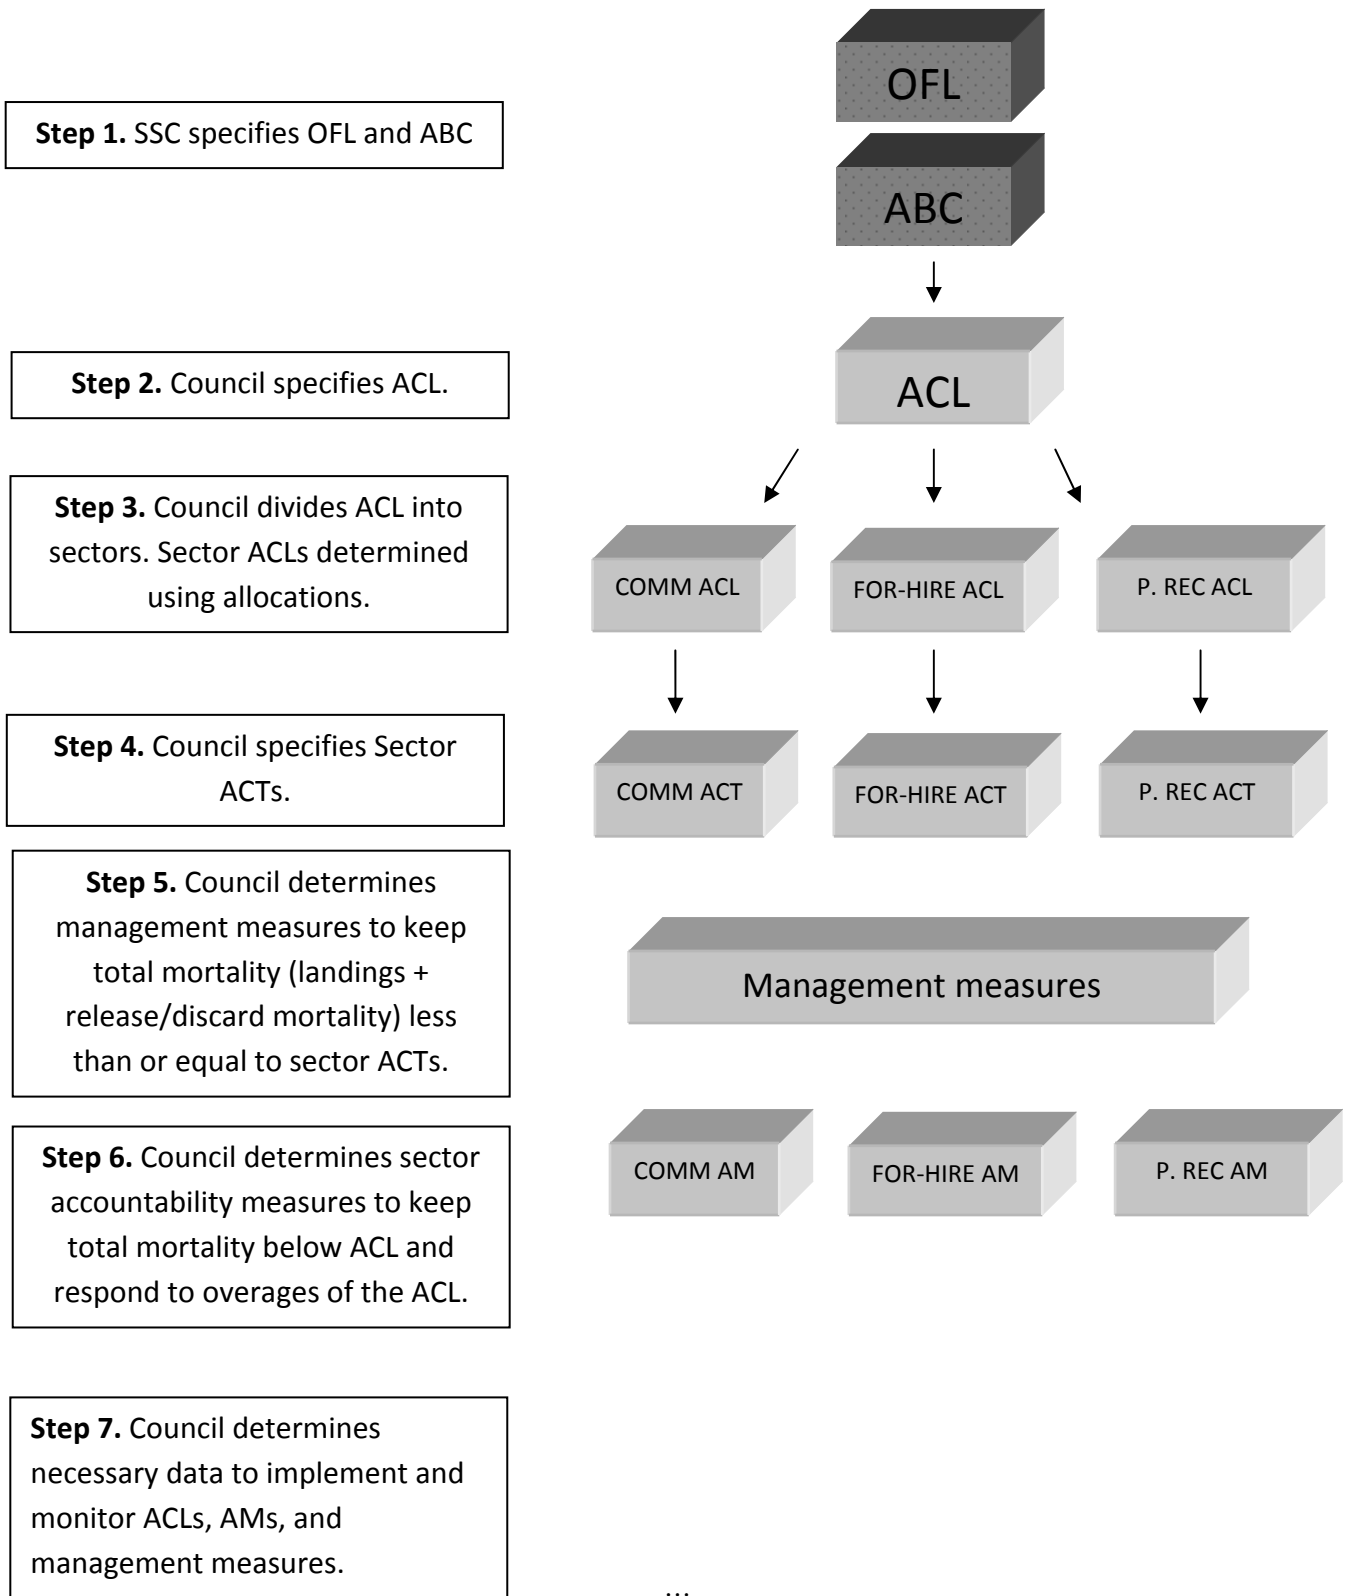 OFL
Step 1. SSC specifies OFL and ABC
ABC
Step 2. Council specifies ACL.
ACL
Step 3. Council divides ACL into
sectors. Sector ACLs determined
using allocations.
COMM ACL
FOR-HIRE ACL
P. REC ACL
Step 4. Council specifies Sector
ACTs.
COMM ACT
FOR-HIRE ACT
P. REC ACT
Step 5. Council determines
management measures to keep
total mortality (landings +
release/discard mortality) less
than or equal to sector ACTs.
Management measures
Step 6. Council determines sector
accountability measures to keep
total mortality below ACL and
respond to overages of the ACL.
COMM AM
FOR-HIRE AM
P. REC AM
Step 7. Council determines
necessary data to implement and
monitor ACLs, AMs, and
management measures.
...